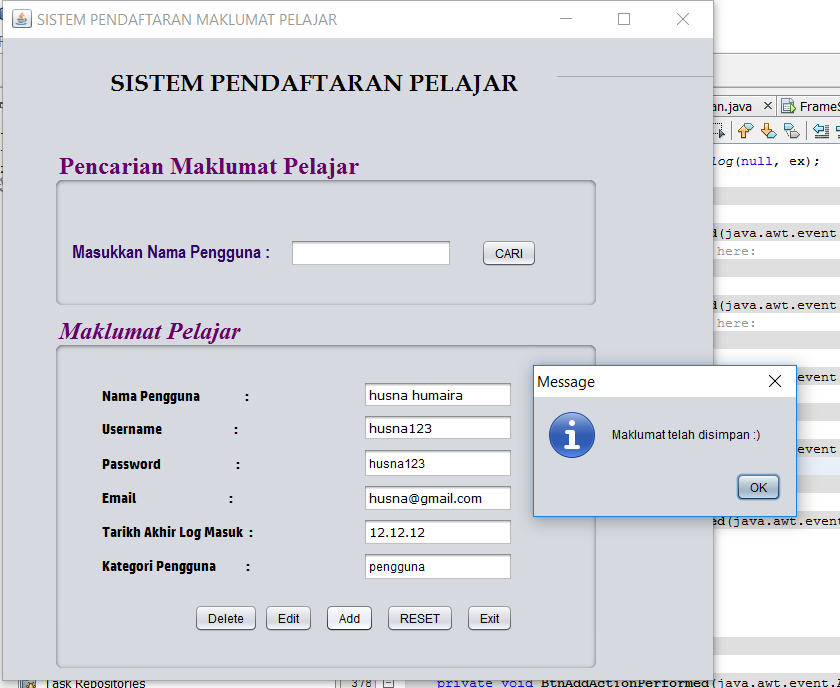 SISTEM PENDAFTARAN MAKLUMAT PELAJAR
SISTEM PENDAFTARAN PELAJAR
an.java
Frame
log(null, ex);
Pencarian Maklumat Pelajar
d(java.awt.event
here:
Masukkan Nama Pengguna :
CARI
d(java.awt.event
here:
Maklumat Pelajar
Message
event
Nama Pengguna :
husna humaira
Username :
husna123
Maklumat telah disimpan :)
event
Password :
husna123
OK
Email :
husna@gmail.com
Tarikh Akhir Log Masuk :
12.12.12
ed(java.awt.event
Kategori Pengguna :
pengguna
Delete
Edit
Add
RESET
Exit
Task Repositories
378
private void BtnAddActionPerformed(java.awt.event.